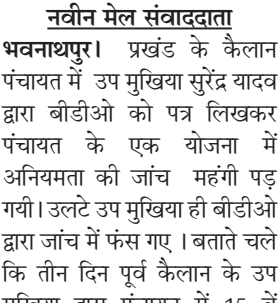 नवीन मेल संवाददाता
भवनाथपुर। प्रखंड के कैलान
पंचायत में उप मुखिया सुरेंद्र यादव
द्वारा बीडीओ को पत्र लिखकर
पंचायत के एक योजना में
अनियमता की जांच महंगी पड़
गयी। उलटे उप मुखिया ही बीडीओ
द्वारा जांच में फंस गए । बताते चले
कि तीन दिन पूर्व कैलान के उप